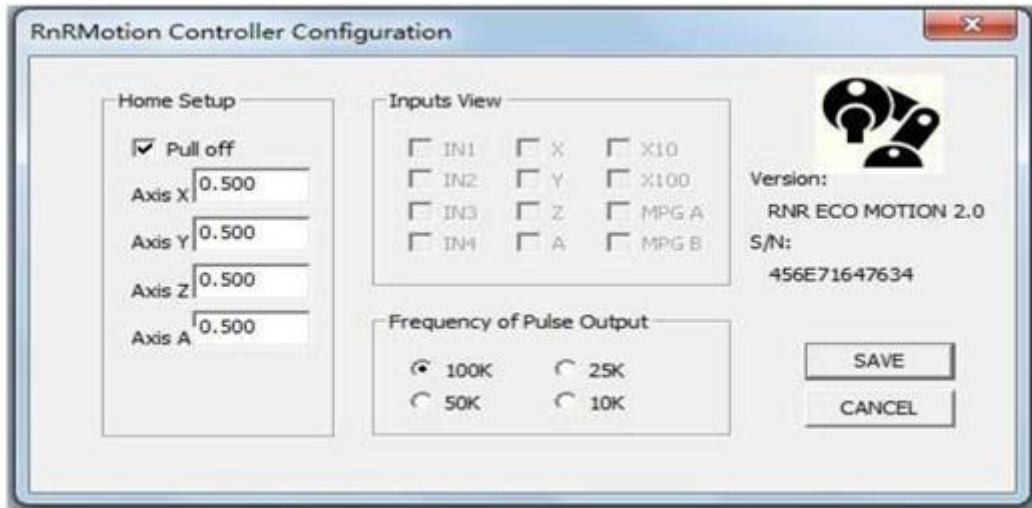 RnRMotion Controller Configuration
Home Setup
Pull off
Axis X 0.500
Axis Y 0.500
Axis Z 0.500
Axis A 0.500
Inputs View
IN1 X X10
IN2 Y X100
IN3 Z MPG A
IN4 A MPG B
Frequency of Pulse Output
100K 25K
50K 10K
Version:
RNR ECO MOTION 2.0
S/N:
456E71647634
SAVE
CANCEL